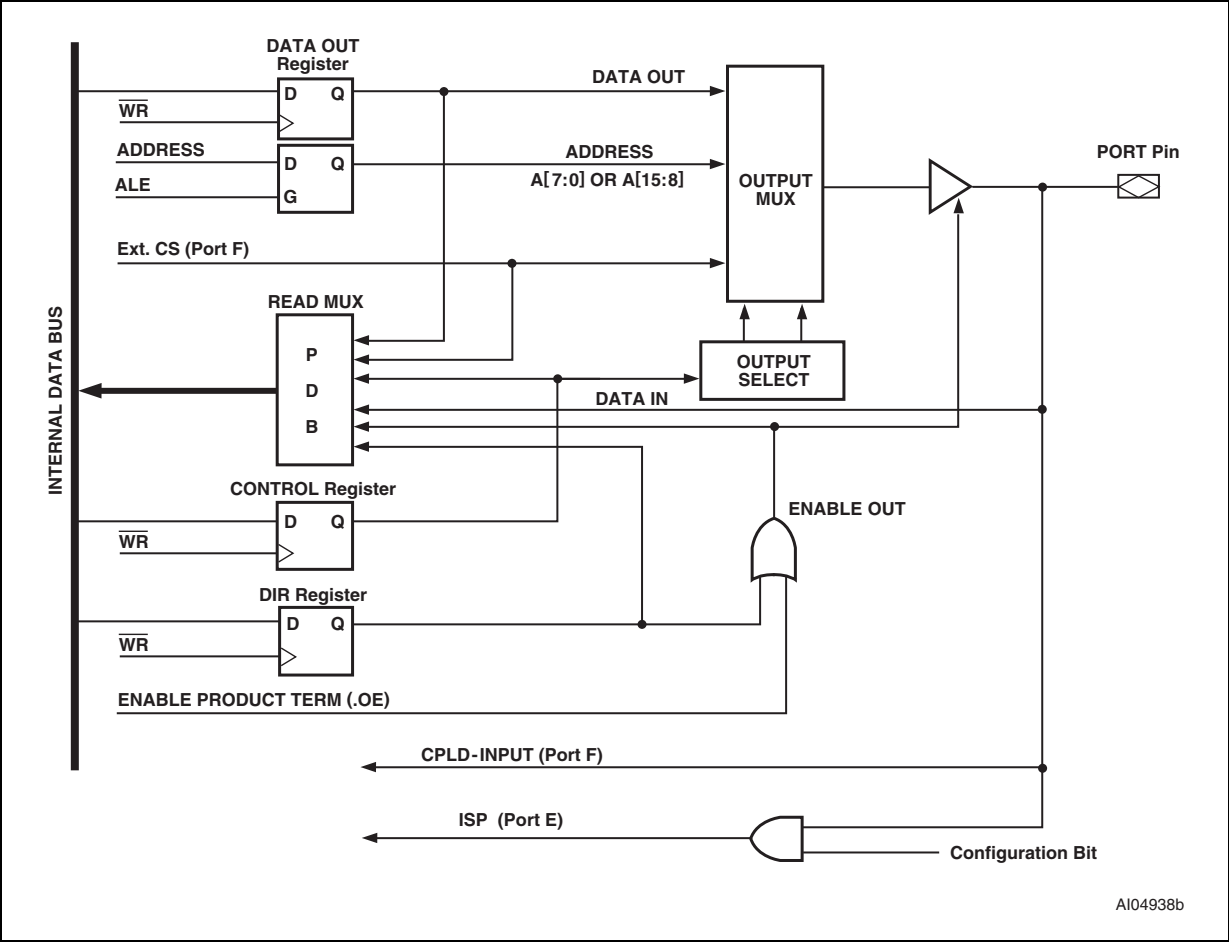 DATA OUT
Register
D Q
WR
DATA OUT
ADDRESS
D Q
ALE
G
ADDRESS
A[7:0] OR A[15:8]
OUTPUT
MUX
PORT Pin
Ext. CS (Port F)
READ MUX
P
D
B
OUTPUT
SELECT
DATA IN
INTERNAL DATA BUS
CONTROL Register
D Q
WR
ENABLE OUT
DIR Register
D Q
WR
ENABLE PRODUCT TERM (.OE)
CPLD-INPUT (Port F)
ISP (Port E)
Configuration Bit
AI04938b